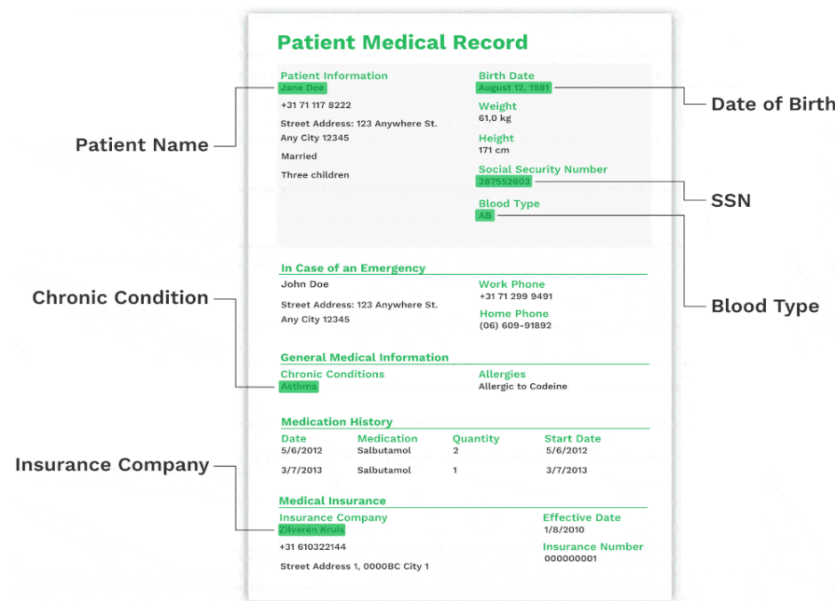 Patient Medical Record
Patient Information
Jane Doe
+31 71 117 8222
Street Address: 123 Anywhere St.
Any City 12345
Married
Three children
Birth Date
August 12, 1981
Weight
61,0 kg
Height
171 cm
Social Security Number
387552603
Blood Type
AB
In Case of an Emergency
John Doe
Street Address: 123 Anywhere St.
Any City 12345
Work Phone
+31 71 299 9491
Home Phone
(06) 609-91892
General Medical Information
Chronic Conditions
Asthma
Allergies
Allergic to Codeine
Medication History
Date Medication Quantity Start Date
5/6/2012 Salbutamol 2 5/6/2012
3/7/2013 Salbutamol 1 3/7/2013
Medical Insurance
Insurance Company
Zilveren Kruis
+31 610322144
Street Address 1, 0000BC City 1
Effective Date
1/8/2010
Insurance Number
000000001
Patient Name
Chronic Condition
Insurance Company
Date of Birth
SSN
Blood Type